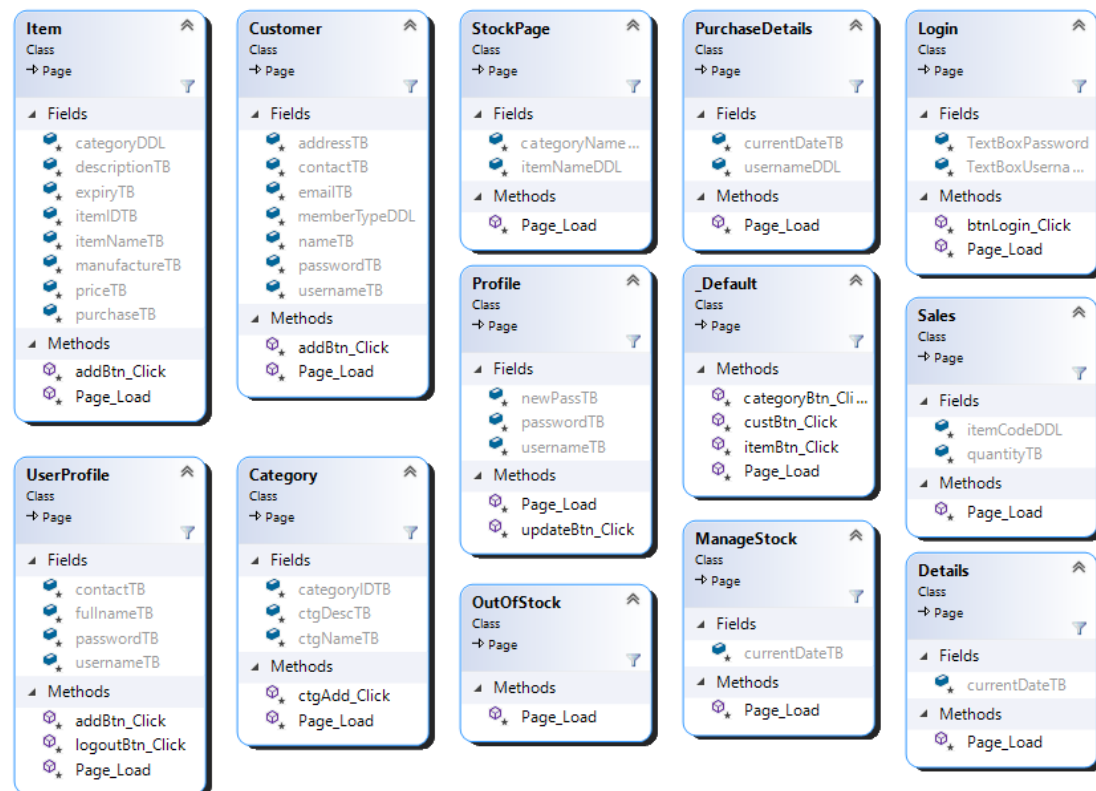 Item
Class
Page
Fields
categoryDDL
descriptionTB
expiryTB
itemIDTB
itemNameTB
manufactureTB
priceTB
purchaseTB
Methods
addBtn_Click
Page_Load
Customer
Class
Page
Fields
addressTB
contactTB
emailTB
memberTypeDDL
nameTB
passwordTB
usernameTB
Methods
addBtn_Click
Page_Load
StockPage
Class
Page
Fields
categoryName...
itemNameDDL
Methods
Page_Load
PurchaseDetails
Class
Page
Fields
currentDateTB
usernameDDL
Methods
Page_Load
Login
Class
Page
Fields
TextBoxPassword
TextBoxUserna...
Methods
btnLogin_Click
Page_Load
Profile
Class
Page
Fields
newPassTB
passwordTB
usernameTB
Methods
Page_Load
updateBtn_Click
_Default
Class
Page
Methods
categoryBtn_Cli...
custBtn_Click
itemBtn_Click
Page_Load
Sales
Class
Page
Fields
itemCodeDDL
quantityTB
Methods
Page_Load
UserProfile
Class
Page
Fields
contactTB
fullnameTB
passwordTB
usernameTB
Methods
addBtn_Click
logoutBtn_Click
Page_Load
Category
Class
Page
Fields
categoryIDTB
ctgDescTB
ctgNameTB
Methods
ctgAdd_Click
Page_Load
OutOfStock
Class
Page
Methods
Page_Load
ManageStock
Class
Page
Fields
currentDateTB
Methods
Page_Load
Details
Class
Page
Fields
currentDateTB
Methods
Page_Load